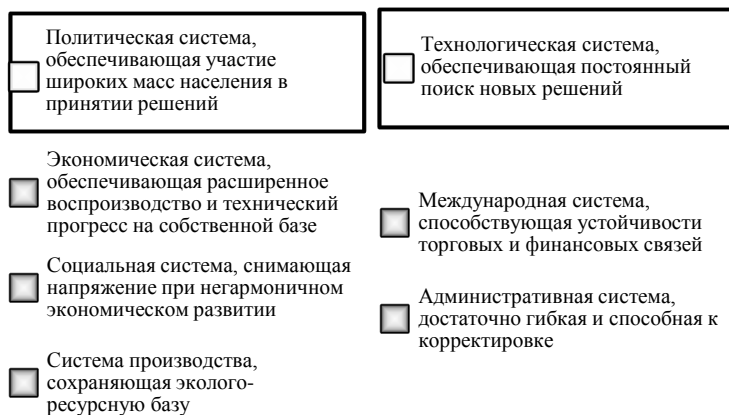 Политическая система,
обеспечивающая участие
широких масс населения в
принятии решений
Экономическая система,
обеспечивающая расширенное
воспроизводство и технический
прогресс на собственной базе
Социальная система, снимающая
напряжение при негармоничном
экономическом развитии
Система производства,
сохраняющая эколого-
ресурсную базу
Технологическая система,
обеспечивающая постоянный
поиск новых решений
Международная система,
способствующая устойчивости
торговых и финансовых связей
Административная система,
достаточно гибкая и способная к
корректировке